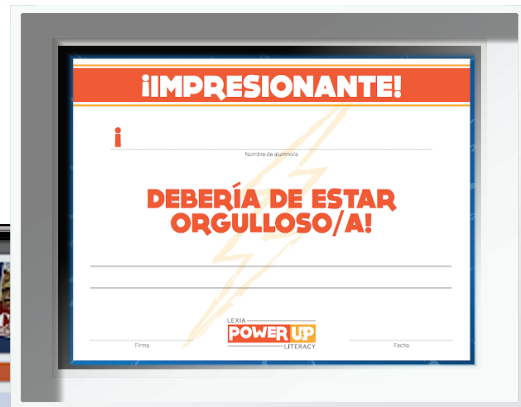 ¡IMPRESIONANTE!
¡
Nombre de alumno/a
DEBERÍA DE ESTAR
ORGULLOSO/A!
LEXIA
POWER UP
LITERACY
Firma
Fecha